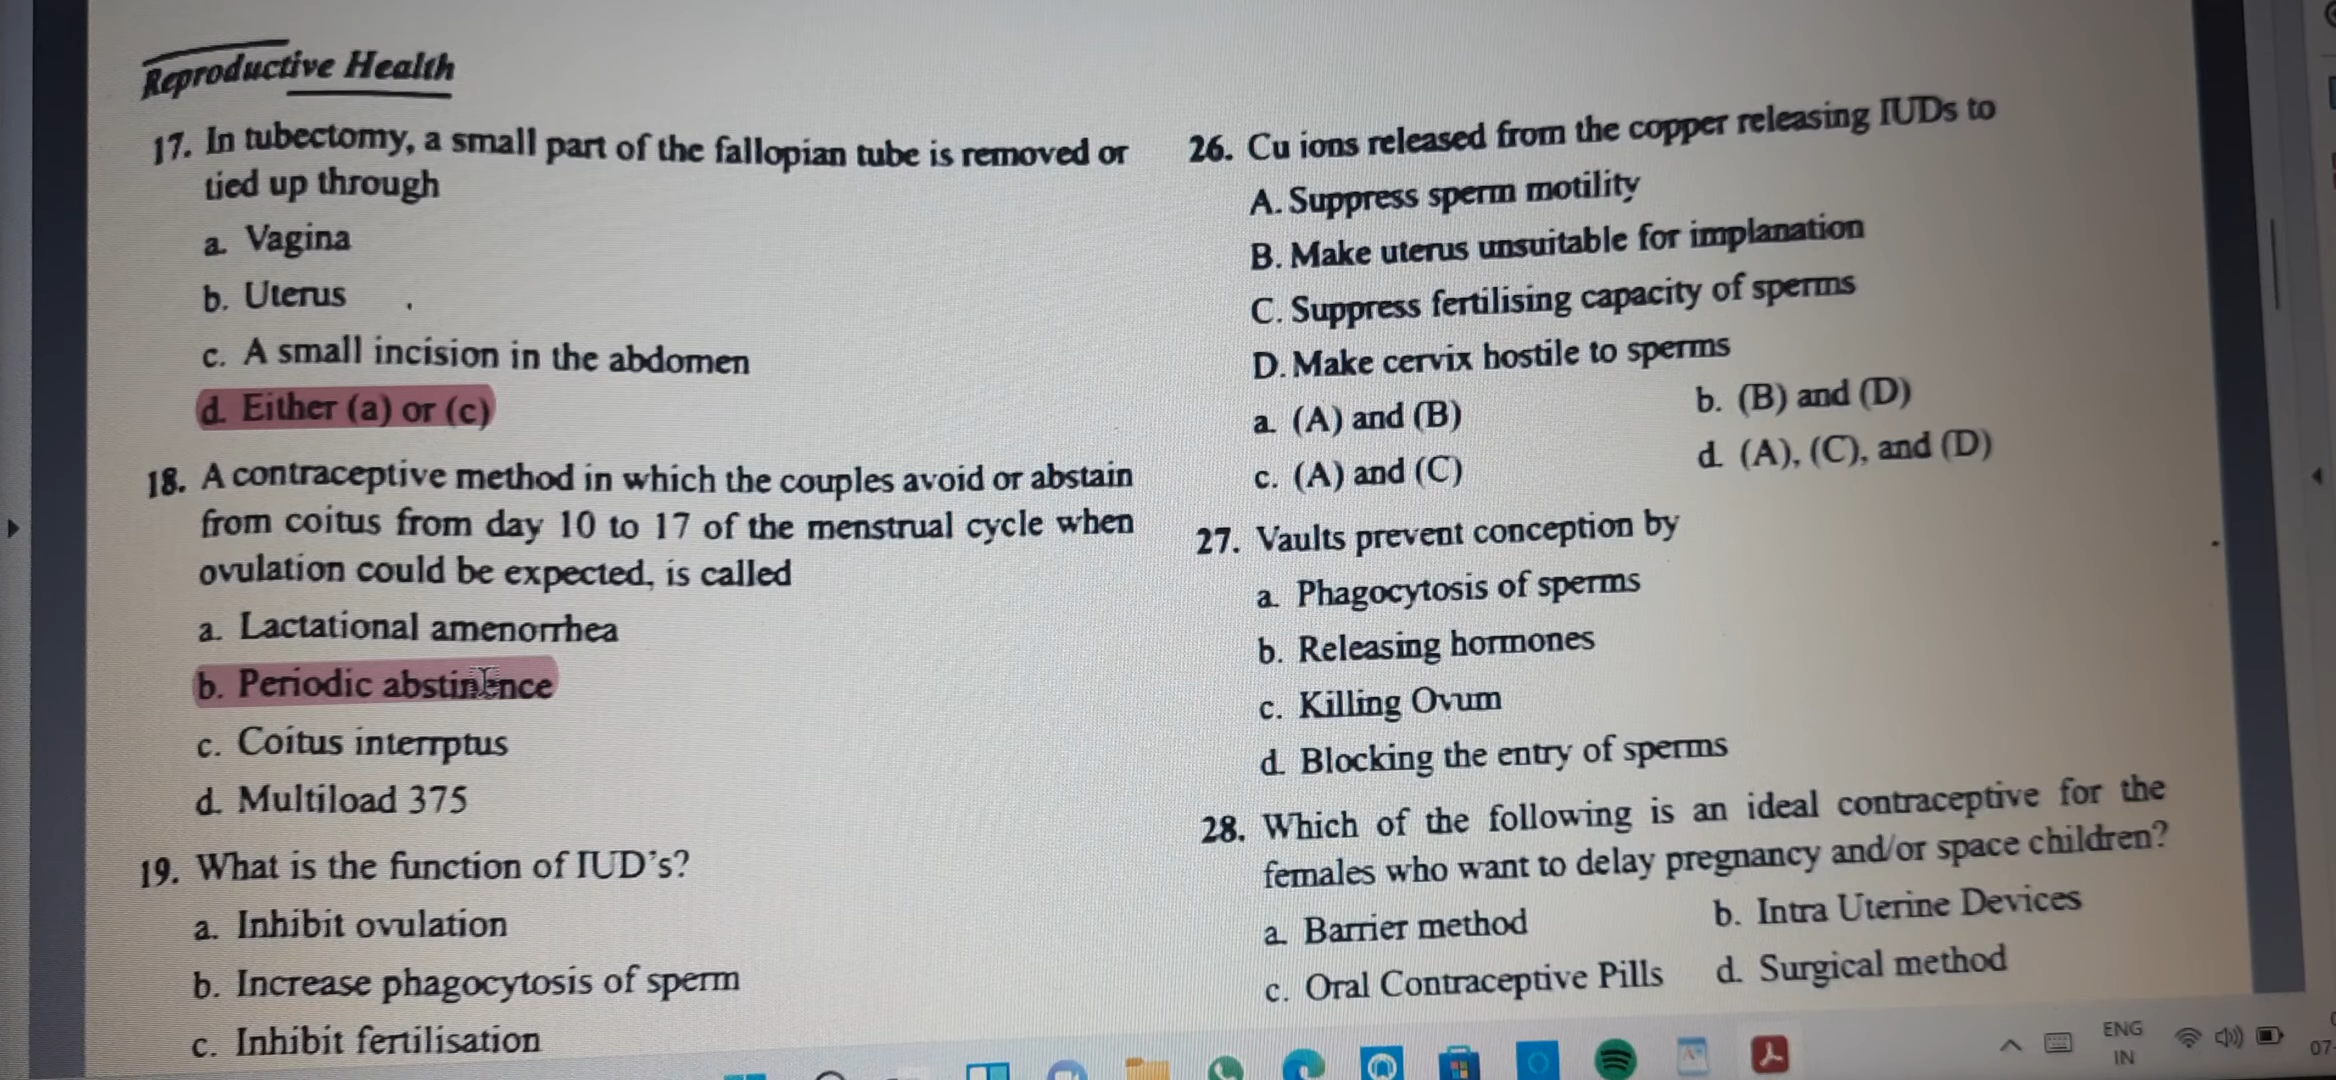 Reproductive Health
17. In tubectomy, a small part of the fallopian tube is removed or
tied up through
a. Vagina
b. Uterus
c. A small incision in the abdomen
d. Either (a) or (c)
18. A contraceptive method in which the couples avoid or abstain
from coitus from day 10 to 17 of the menstrual cycle when
ovulation could be expected, is called
a. Lactational amenorrhea
b. Periodic abstinence
c. Coitus interrptus
d. Multiload 375
19. What is the function of IUD's?
a. Inhibit ovulation
b. Increase phagocytosis of sperm
c. Inhibit fertilisation
26. Cu ions released from the copper releasing IUDs to
A. Suppress sperm motility
B. Make uterus unsuitable for implanation
C. Suppress fertilising capacity of sperms
D. Make cervix hostile to sperms
a. (A) and (B)
b. (B) and (D)
c. (A) and (C)
d. (A), (C), and (D)
27. Vaults prevent conception by
a. Phagocytosis of sperms
b. Releasing hormones
c. Killing Ovum
d. Blocking the entry of sperms
28. Which of the following is an ideal contraceptive for the
females who want to delay pregnancy and/or space children?
a. Barrier method
b. Intra Uterine Devices
c. Oral Contraceptive Pills
d. Surgical method
ENG
IN